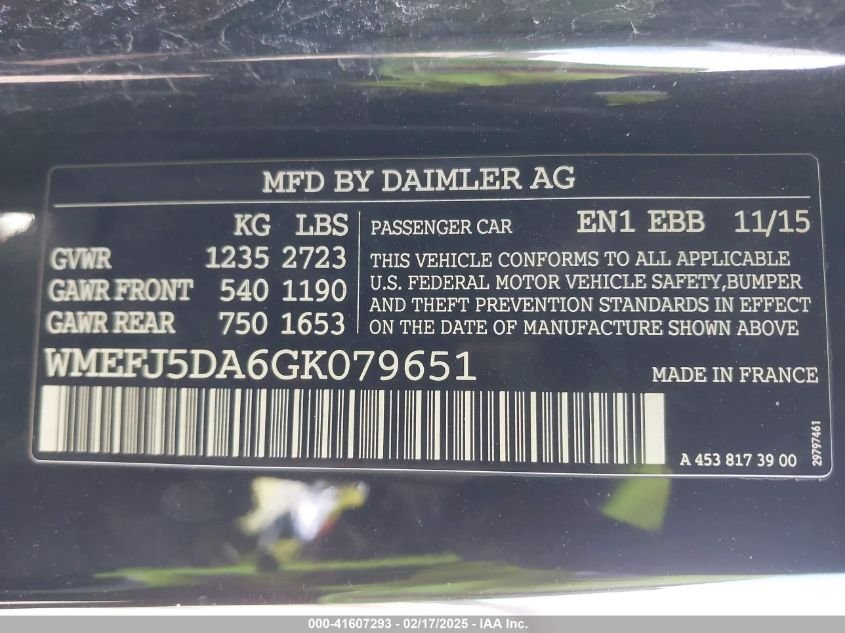 MFD BY DAIMLER AG
KG LBS
GVWR 1235 2723
GAWR FRONT 540 1190
GAWR REAR 750 1653
PASSENGER CAR EN1 EBB 11/15
THIS VEHICLE CONFORMS TO ALL APPLICABLE
U.S. FEDERAL MOTOR VEHICLE SAFETY,BUMPER
AND THEFT PREVENTION STANDARDS IN EFFECT
ON THE DATE OF MANUFACTURE SHOWN ABOVE
WMEFJ5DA6GK079651
MADE IN FRANCE
A 453 817 39 00
29797461
000-41607293 - 02/17/2025 - IAA Inc.